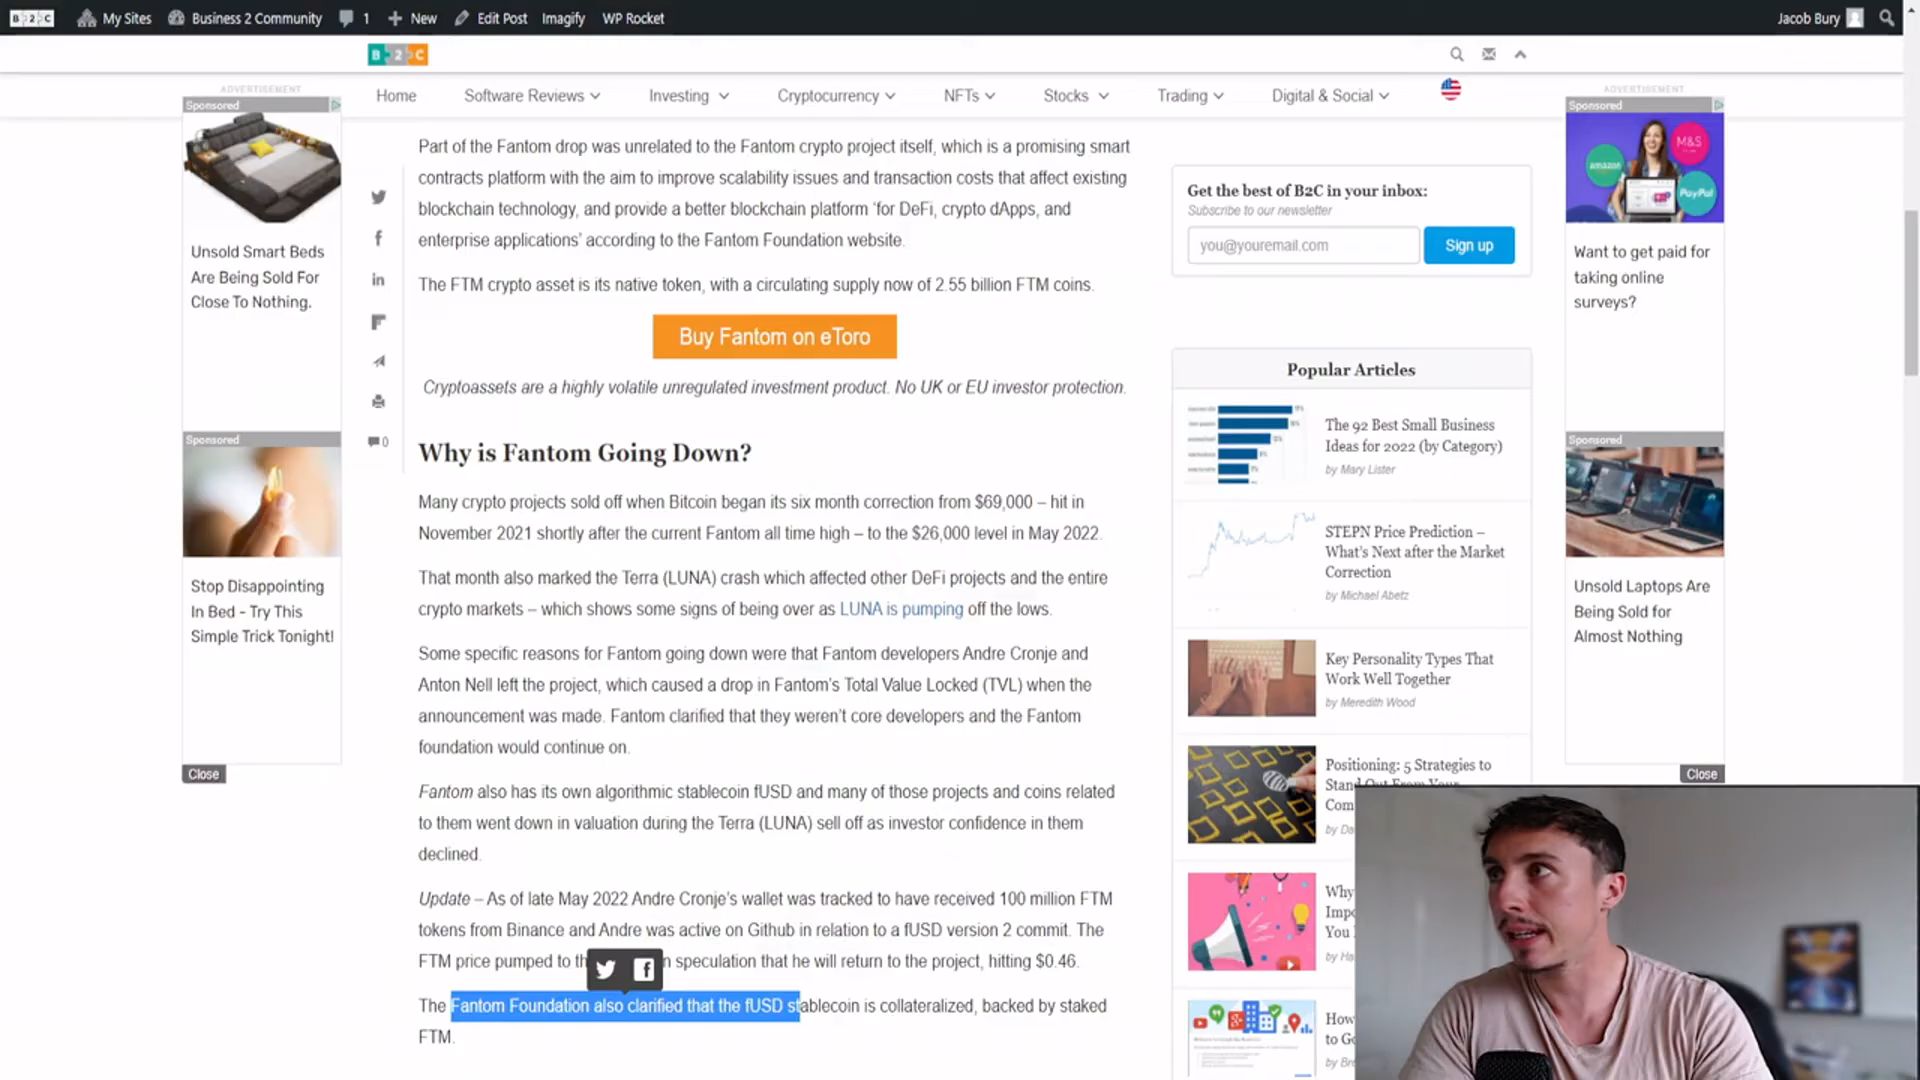 B 2 C My Sites Business 2 Community 1 New Edit Post Imagify WP Rocket Jacob Bury
B 2 C
Home Software Reviews Investing Cryptocurrency NFTs Stocks Trading Digital & Social
ADVERTISEMENT
Sponsored
Unsold Smart Beds
Are Being Sold For
Close To Nothing.
Sponsored
Stop Disappointing
In Bed - Try This
Simple Trick Tonight!
Close
0
Part of the Fantom drop was unrelated to the Fantom crypto project itself, which is a promising smart
contracts platform with the aim to improve scalability issues and transaction costs that affect existing
blockchain technology, and provide a better blockchain platform ‘for DeFi, crypto dApps, and
enterprise applications’ according to the Fantom Foundation website.
The FTM crypto asset is its native token, with a circulating supply now of 2.55 billion FTM coins.
Buy Fantom on eToro
Cryptoassets are a highly volatile unregulated investment product. No UK or EU investor protection.
Why is Fantom Going Down?
Many crypto projects sold off when Bitcoin began its six month correction from $69,000 – hit in
November 2021 shortly after the current Fantom all time high – to the $26,000 level in May 2022.
That month also marked the Terra (LUNA) crash which affected other DeFi projects and the entire
crypto markets – which shows some signs of being over as LUNA is pumping off the lows.
Some specific reasons for Fantom going down were that Fantom developers Andre Cronje and
Anton Nell left the project, which caused a drop in Fantom’s Total Value Locked (TVL) when the
announcement was made. Fantom clarified that they weren’t core developers and the Fantom
foundation would continue on.
Fantom also has its own algorithmic stablecoin fUSD and many of those projects and coins related
to them went down in valuation during the Terra (LUNA) sell off as investor confidence in them
declined.
Update – As of late May 2022 Andre Cronje’s wallet was tracked to have received 100 million FTM
tokens from Binance and Andre was active on Github in relation to a fUSD version 2 commit. The
FTM price pumped to th n speculation that he will return to the project, hitting $0.46.
The Fantom Foundation also clarified that the fUSD stablecoin is collateralized, backed by staked
FTM.
Get the best of B2C in your inbox:
Subscribe to our newsletter
you@youremail.com Sign up
Popular Articles
The 92 Best Small Business
Ideas for 2022 (by Category)
by Mary Lister
STEPN Price Prediction –
What’s Next after the Market
Correction
by Michael Abetz
Key Personality Types That
Work Well Together
by Meredith Wood
Positioning: 5 Strategies to
Stand Out From Your
Com
by Da
Why
Impo
You
by Ha
How
to Go
by Br
ADVERTISEMENT
Sponsored
amazon
M&S
PayPal
Want to get paid for
taking online
surveys?
Sponsored
Unsold Laptops Are
Being Sold for
Almost Nothing
Close